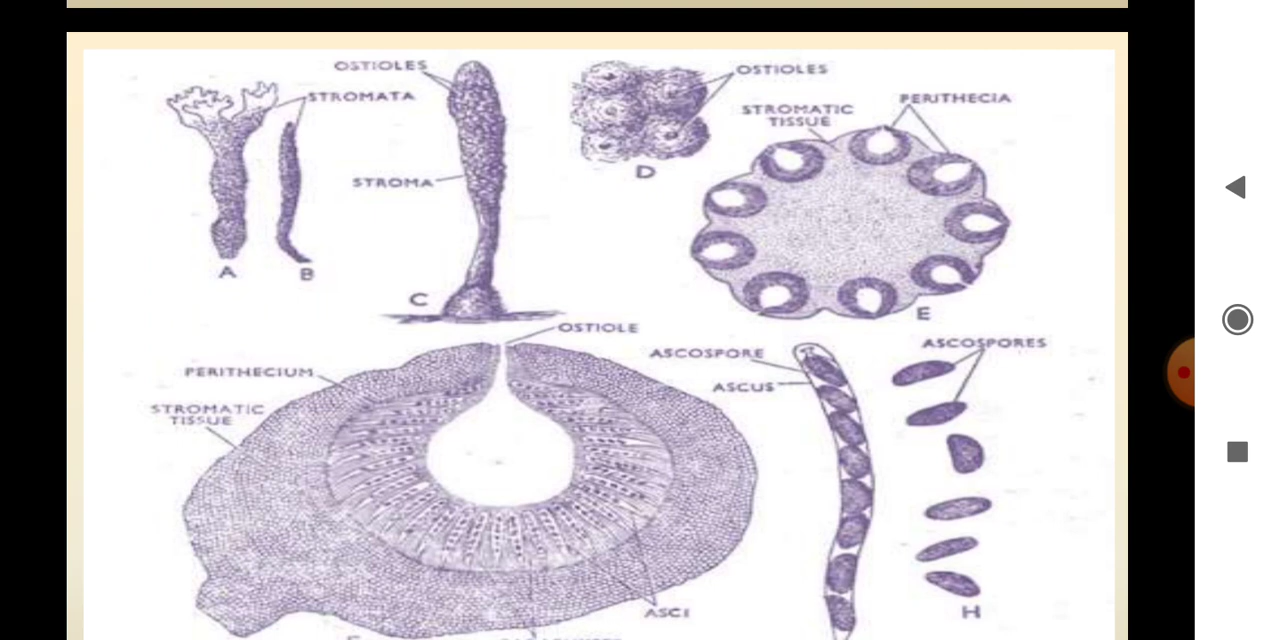 OSTIOLES
OSTIOLES
STROMATA
STROMATIC
TISSUE
PERITHECIA
STROMA
D
A
B
C
E
OSTIOLE
ASCOSPORE
ASCUS
ASCOSPORES
PERITHECIUM
STROMATIC
TISSUE
ASCI
H